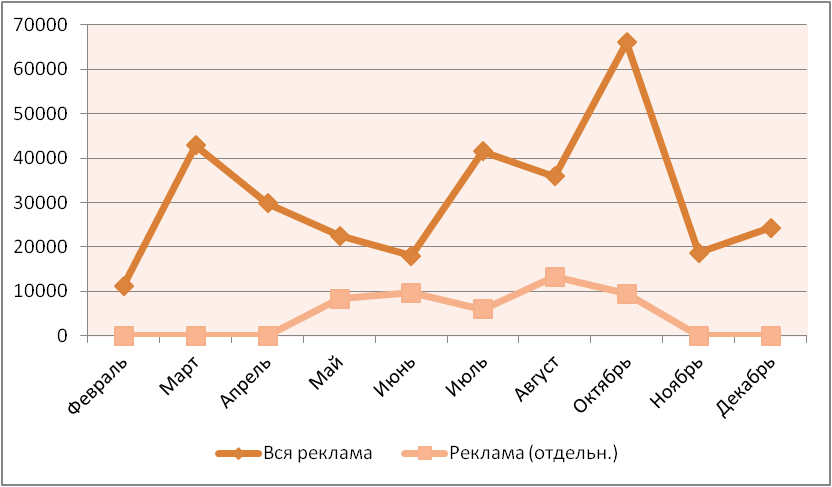 70000
60000
50000
40000
30000
20000
10000
0
Февраль
Март
Апрель
Май
Июнь
Июль
Август
Октябрь
Ноябрь
Декабрь
Вся реклама
Реклама (отдельн.)